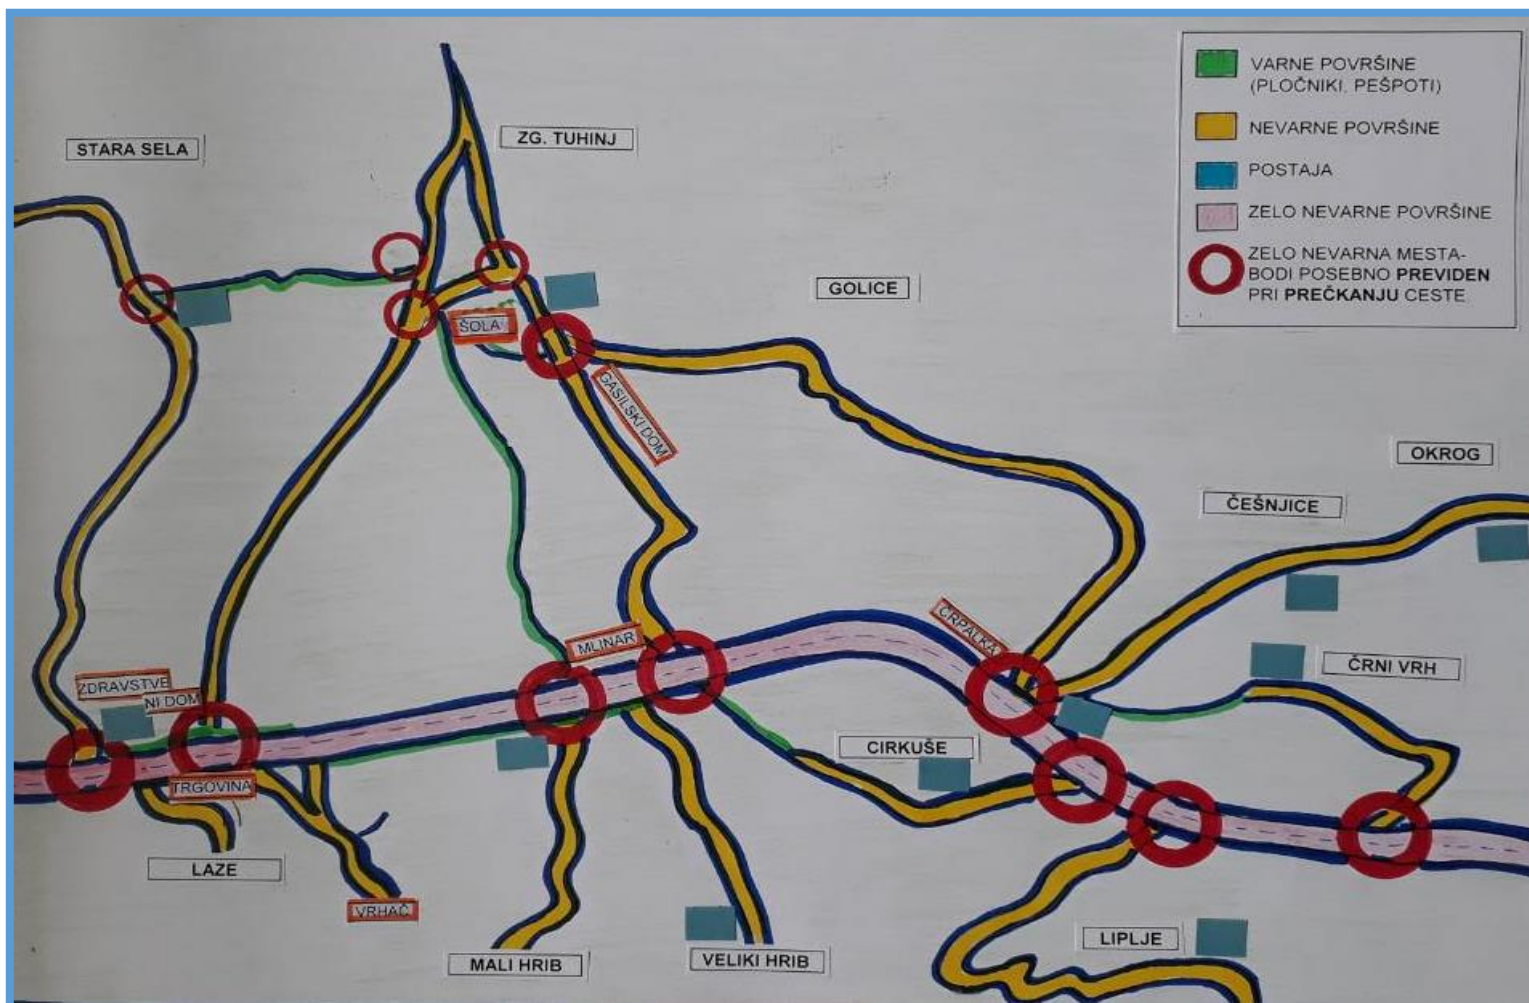 VARNE POVRŠINE
(PLOČNIKI, PEŠPOTI)
NEVARNE POVRŠINE
POSTAJA
ZELO NEVARNE POVRŠINE
ZELO NEVARNA MESTA-
BODI POSEBNO PREVIDEN
PRI PREČKANJU CESTE
STARA SELA
ZG. TUHINJ
GOLICE
ŠOLA
GASILSKI DOM
OKROG
ČEŠNJICE
ČRPALKA
MLINAR
ČRNI VRH
ZDRAVSTVE
NI DOM
CIRKUŠE
TRGOVINA
LAZE
VRHAČ
MALI HRIB
VELIKI HRIB
LIPLJE